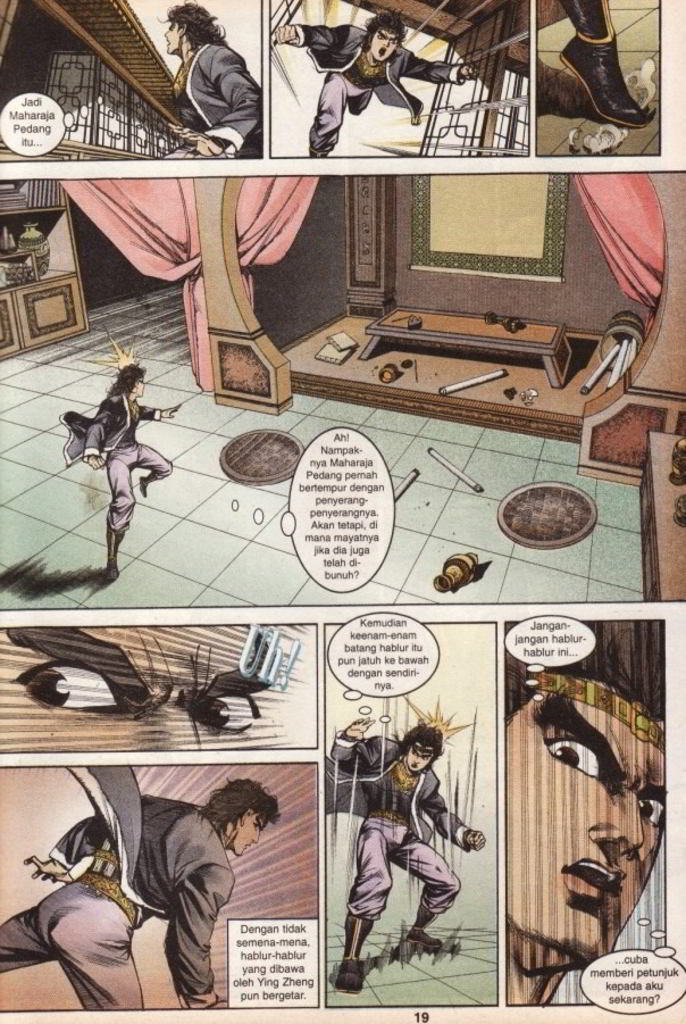 Jadi
Maharaja
Pedang
itu...
Ah!
Nampak-
nya Maharaja
Pedang pernah
bertempur dengan
penyerang-
penyerangnya.
Akan tetapi, di
mana mayatnya
jika dia juga
telah di-
bunuh?
Uh!
Dengan tidak
semena-mena,
hablur-hablur
yang dibawa
oleh Ying Zheng
pun bergetar.
Kemudian
keenam-enam
batang hablur itu
pun jatuh ke bawah
dengan sendiri-
nya.
Jangan-
jangan hablur-
hablur ini...
...cuba
memberi petunjuk
kepada aku
sekarang?
19